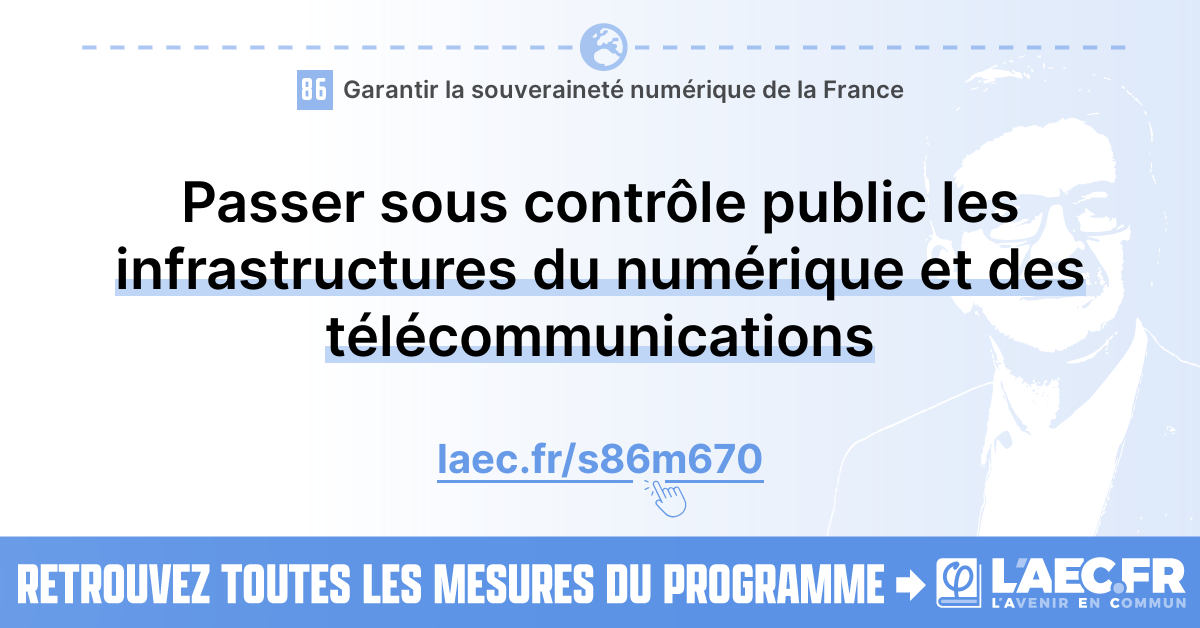 86 Garantir la souveraineté numérique de la France
Passer sous contrôle public les
infrastructures du numérique et des
télécommunications
laec.fr/s86m670
RETROUVEZ TOUTES LES MESURES DU PROGRAMME
L'AEC.FR
L'AVENIR EN COMMUN